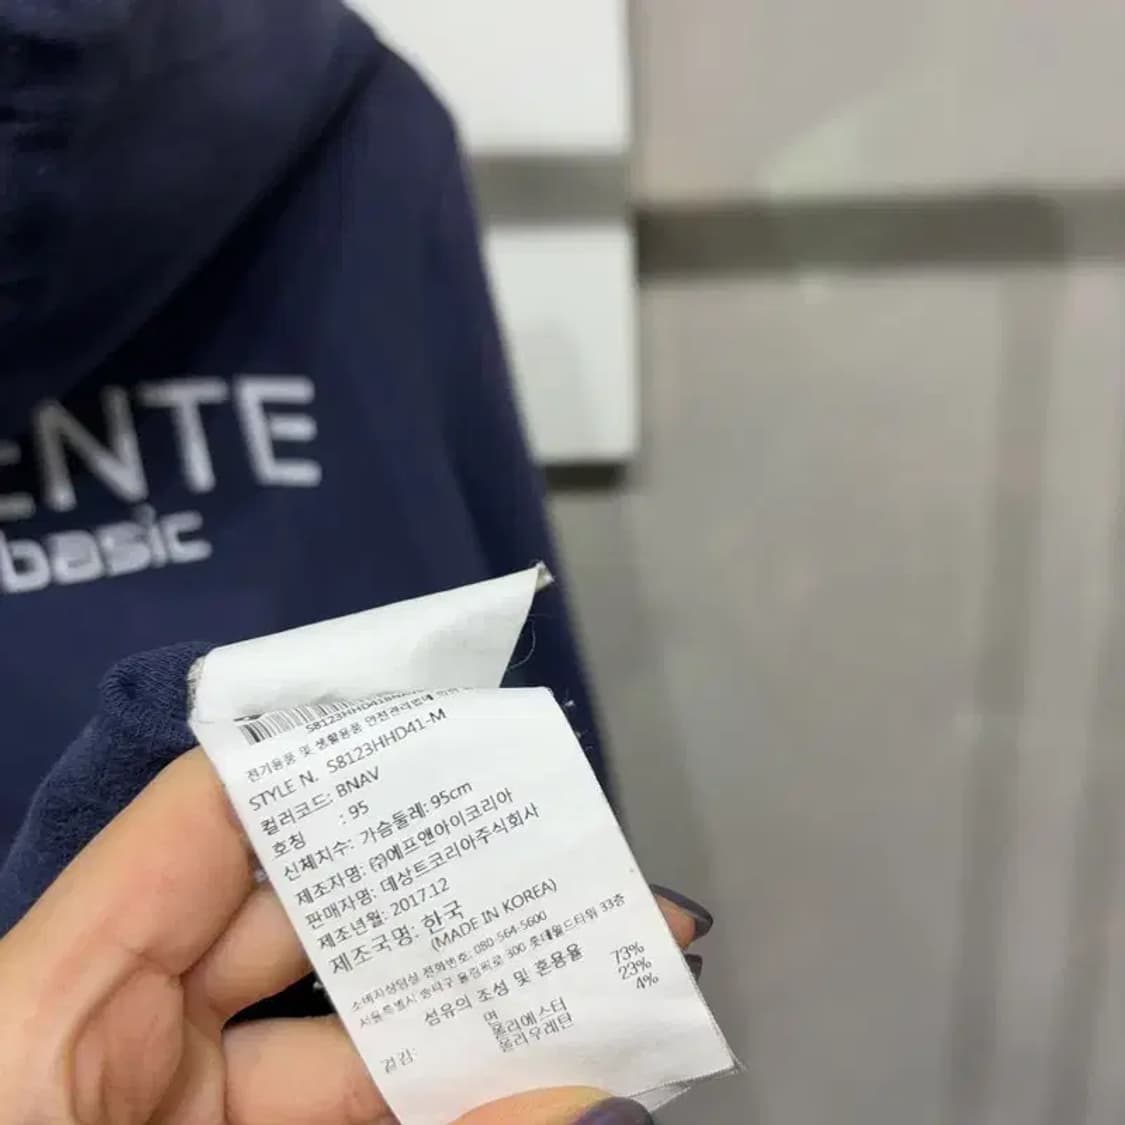 ENTE
basic
S8123HHD41BNAV
전기용품 및 생활용품 안전관리법에 의한
STYLE N. S8123HHD41-M
컬러코드: BNAV
호칭 : 95
신체치수: 가슴둘레: 95cm
제조자명: ㈜에프앤아이코리아
판매자명: 데상트코리아주식회사
제조년월: 2017.12
제조국명: 한국
(MADE IN KOREA)
소비자상담실 전화번호: 080-564-5600
서울특별시 송파구 올림픽로 300 롯데월드타워 33층
섬유의 조성 및 혼용율
겉감: 면 73%
폴리에스터 23%
폴리우레탄 4%